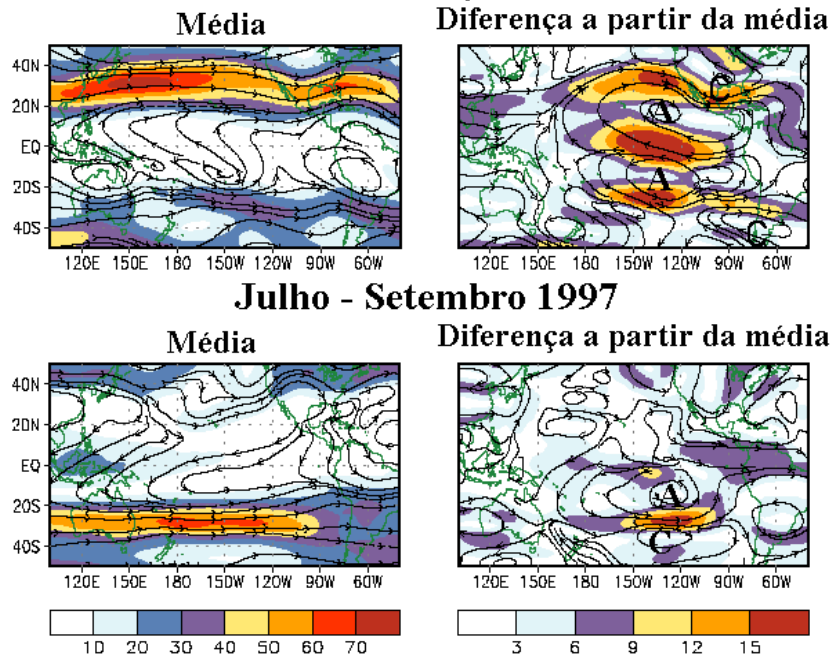 Média
Diferença a partir da média
40N
20N
EQ
20S
40S
C
A
A
C
120E 150E 180 150W 120W 90W 60W
120E 150E 180 150W 120W 90W 60W
Julho - Setembro 1997
Média
Diferença a partir da média
40N
20N
EQ
20S
40S
A
C
120E 150E 180 150W 120W 90W 60W
120E 150E 180 150W 120W 90W 60W
10 20 30 40 50 60 70
3 6 9 12 15